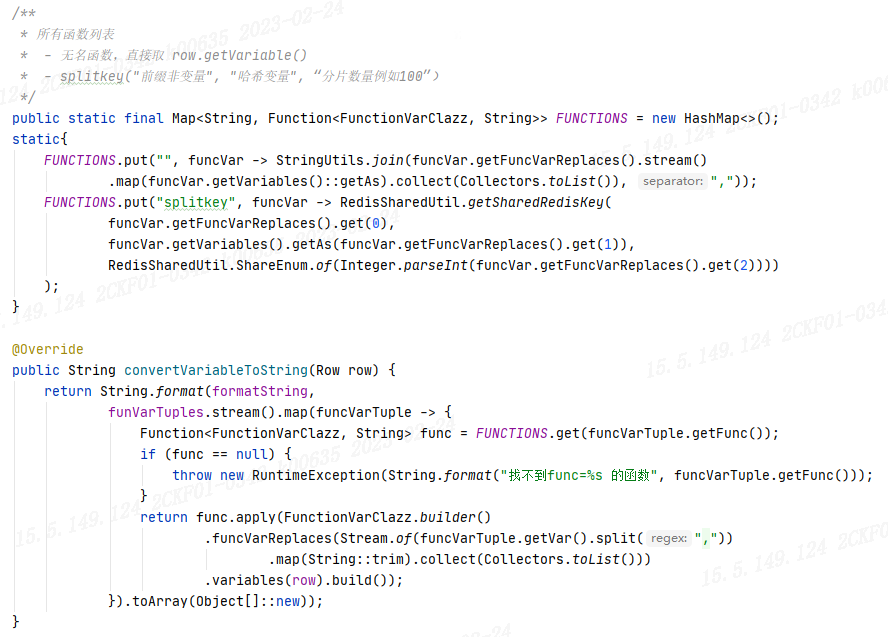 /**
 * 所有函数列表
 *  - 无名函数，直接取 row.getVariable()
 *  - splitkey("前缀非变量", "哈希变量", “分片数量例如100”)
 */
public static final Map<String, Function<FunctionVarClazz, String>> FUNCTIONS = new HashMap<>();
static{
    FUNCTIONS.put("", funcVar -> StringUtils.join(funcVar.getFuncVarReplaces().stream()
            .map(funcVar.getVariables()::getAs).collect(Collectors.toList()), separator: ","));
    FUNCTIONS.put("splitkey", funcVar -> RedisSharedUtil.getSharedRedisKey(
            funcVar.getFuncVarReplaces().get(0),
            funcVar.getVariables().getAs(funcVar.getFuncVarReplaces().get(1)),
            RedisSharedUtil.ShareEnum.of(Integer.parseInt(funcVar.getFuncVarReplaces().get(2))))
    );
}
@Override
public String convertVariableToString(Row row) {
    return String.format(formatString,
            funVarTuples.stream().map(funcVarTuple -> {
                Function<FunctionVarClazz, String> func = FUNCTIONS.get(funcVarTuple.getFunc());
                if (func == null) {
                    throw new RuntimeException(String.format("找不到func=%s 的函数", funcVarTuple.getFunc()));
                }
                return func.apply(FunctionVarClazz.builder()
                        .funcVarReplaces(Stream.of(funcVarTuple.getVar().split( regex: ","))
                                .map(String::trim).collect(Collectors.toList()))
                        .variables(row).build());
            }).toArray(Object[]::new));
}